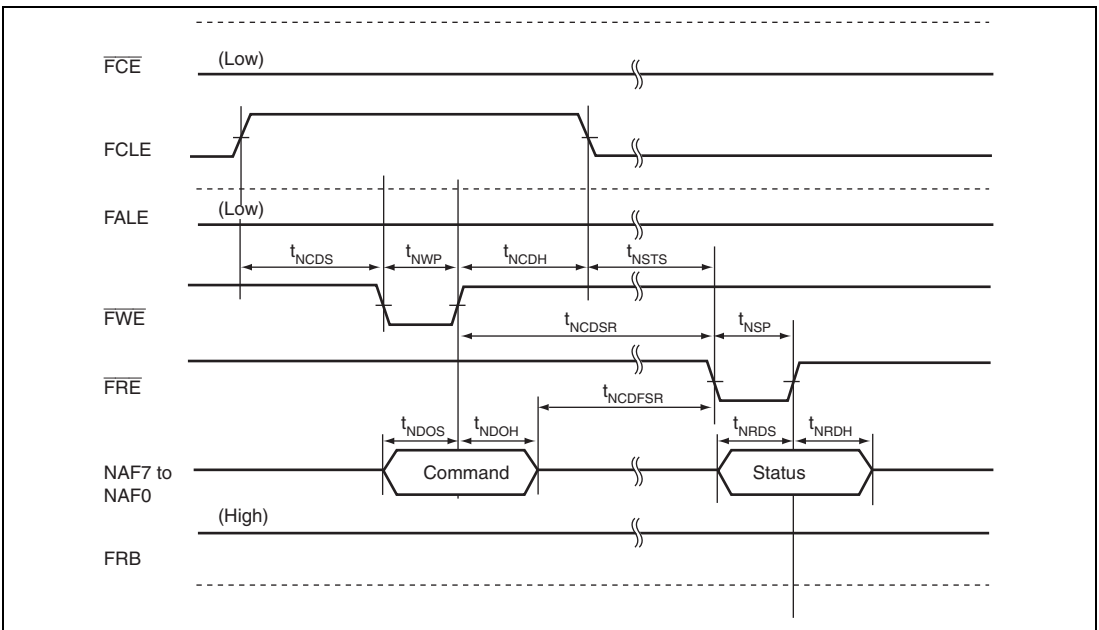 FCE (Low)
FCLE
FALE (Low)
tNCDS tNWP tNCDH tNSTS
FWE
tNCDSR tNSP
FRE
tNCDFSR
tNDOS tNDOH tNRDS tNRDH
NAF7 to
NAF0
Command Status
(High)
FRB